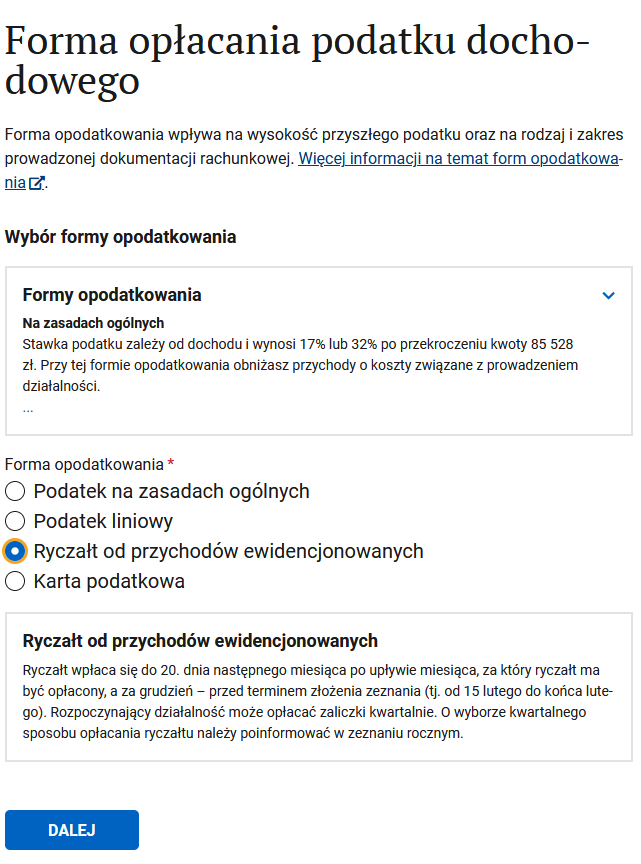 Forma opłacania podatku docho-
dowego
Forma opodatkowania wpływa na wysokość przyszłego podatku oraz na rodzaj i zakres
prowadzonej dokumentacji rachunkowej. Więcej informacji na temat form opodatkowa-
nia.
Wybór formy opodatkowania
Formy opodatkowania
Na zasadach ogólnych
Stawka podatku zależy od dochodu i wynosi 17% lub 32% po przekroczeniu kwoty 85 528
zł. Przy tej formie opodatkowania obniżasz przychody o koszty związane z prowadzeniem
działalności.
...
Forma opodatkowania *
Podatek na zasadach ogólnych
Podatek liniowy
Ryczałt od przychodów ewidencjonowanych
Karta podatkowa
Ryczałt od przychodów ewidencjonowanych
Ryczałt wpłaca się do 20. dnia następnego miesiąca po upływie miesiąca, za który ryczałt ma
być opłacony, a za grudzień – przed terminem złożenia zeznania (tj. od 15 lutego do końca lute-
go). Rozpoczynający działalność może opłacać zaliczki kwartalnie. O wyborze kwartalnego
sposobu opłacania ryczałtu należy poinformować w zeznaniu rocznym.
DALEJ